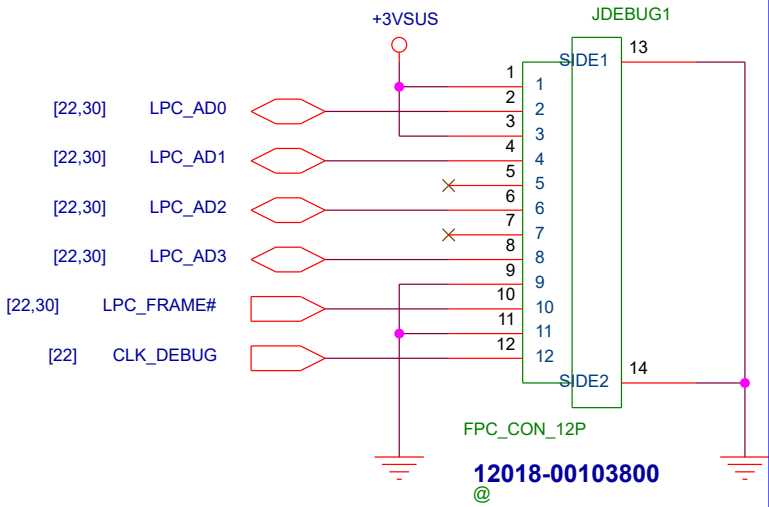 JDEBUG1
+3VSUS
13
SIDE1
1
1
[22,30] LPC_AD0
2
2
3
3
[22,30] LPC_AD1
4
4
5
5
[22,30] LPC_AD2
6
6
7
7
[22,30] LPC_AD3
8
8
9
9
[22,30] LPC_FRAME#
10
10
11
11
[22] CLK_DEBUG
12
12
14
SIDE2
FPC_CON_12P
12018-00103800
@